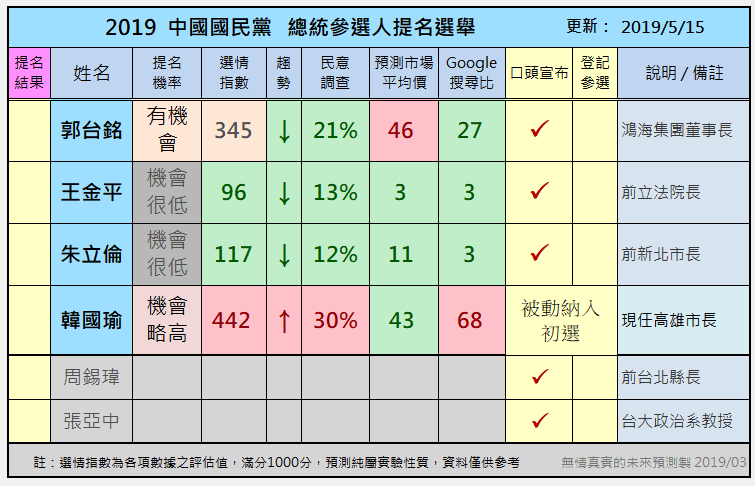 2019 中國國民黨 總統參選人提名選舉 更新： 2019/5/15
提名結果 姓名 提名機率 選情指數 趨勢 民意調查 預測市場平均價 Google搜尋比 口頭宣布 登記參選 說明 / 備註
郭台銘 有機會 345 ↓ 21% 46 27 ✓ 鴻海集團董事長
王金平 機會很低 96 ↓ 13% 3 3 ✓ 前立法院長
朱立倫 機會很低 117 ↓ 12% 11 3 ✓ 前新北市長
韓國瑜 機會略高 442 ↑ 30% 43 68 被動納入初選 現任高雄市長
周錫瑋 ✓ 前台北縣長
張亞中 ✓ 台大政治系教授
註：選情指數為各項數據之評估值，滿分1000分，預測純屬實驗性質，資料僅供參考 無情真實的未來預測製 2019/03